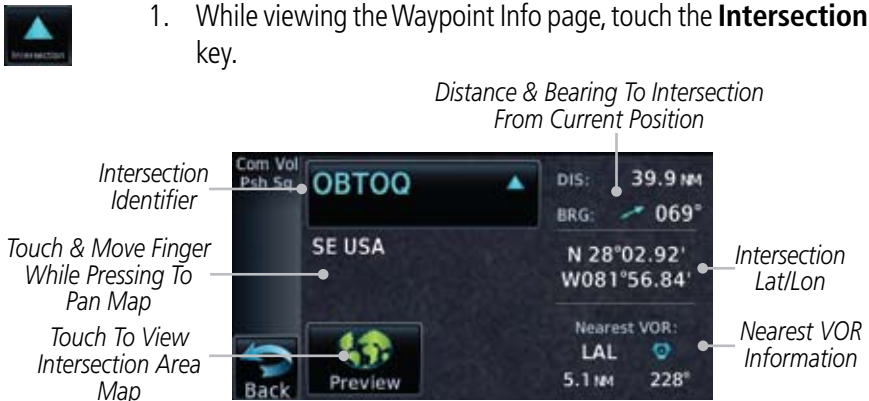 1. While viewing the Waypoint Info page, touch the Intersection
key.
Intersection
Distance & Bearing To Intersection
From Current Position
Intersection
Identifier
Touch & Move Finger
While Pressing To
Pan Map
Touch To View
Intersection Area
Map
Com Vol
Psh Sq
OBTOQ
SE USA
Back
Preview
DIS: 39.9 NM
BRG: 069°
N 28°02.92'
W081°56.84'
Nearest VOR:
LAL
5.1 NM 228°
Intersection
Lat/Lon
Nearest VOR
Information